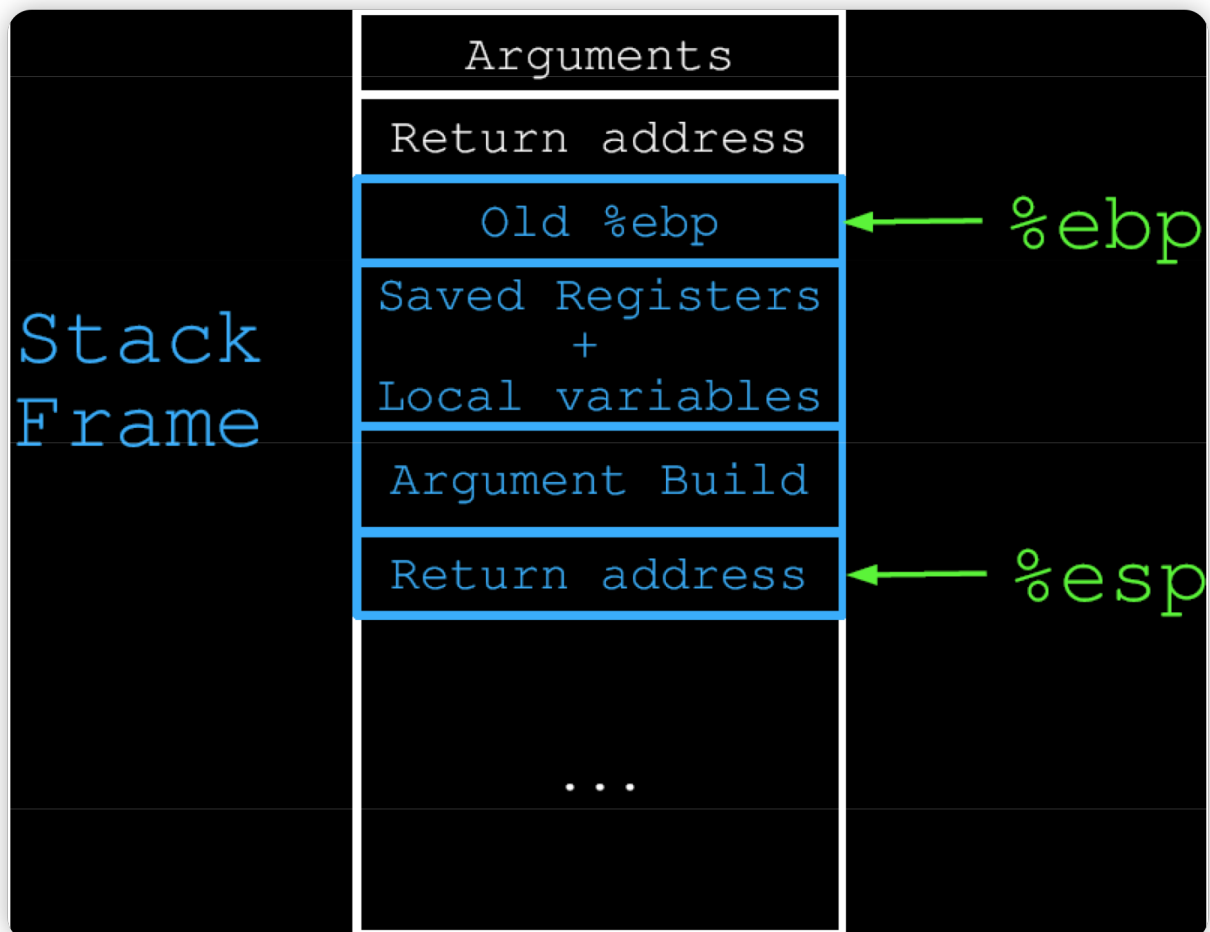 Arguments
Return address
Old %ebp
%ebp
Saved Registers
+
Local variables
Stack
Frame
Argument Build
Return address
%esp
...